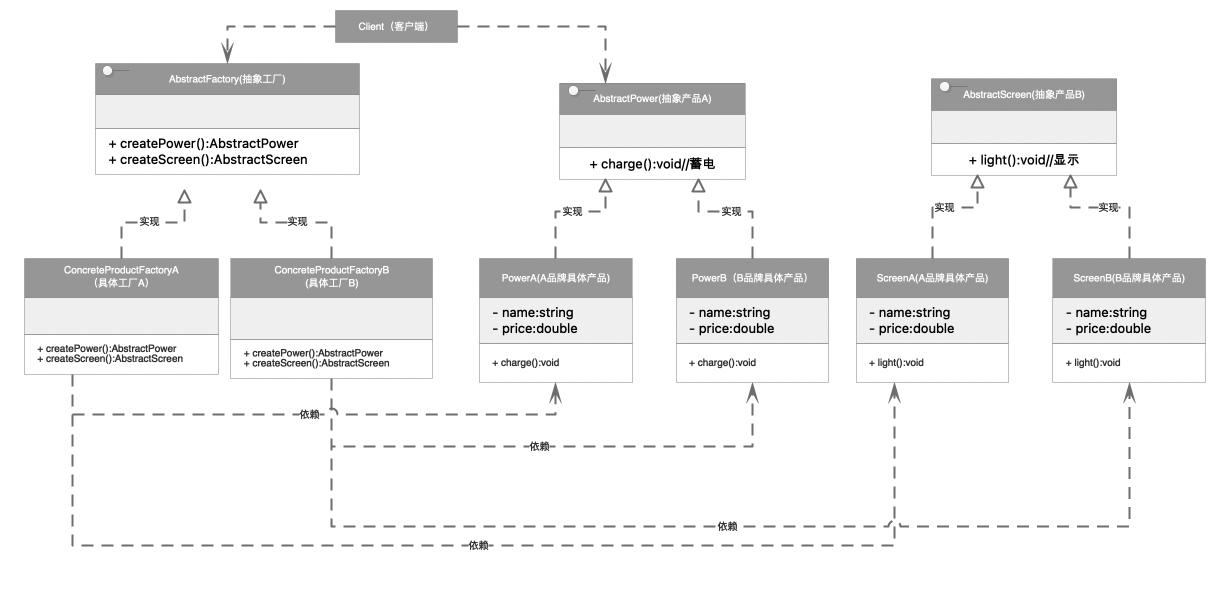 Client（客户端）
AbstractFactory(抽象工厂)
+ createPower():AbstractPower
+ createScreen():AbstractScreen
AbstractPower(抽象产品A)
+ charge():void//蓄电
AbstractScreen(抽象产品B)
+ light():void//显示
实现
实现
实现
实现
实现
实现
ConcreteProductFactoryA
（具体工厂A）
+ createPower():AbstractPower
+ createScreen():AbstractScreen
ConcreteProductFactoryB
(具体工厂B)
+ createPower():AbstractPower
+ createScreen():AbstractScreen
PowerA(A品牌具体产品)
- name:string
- price:double
+ charge():void
PowerB（B品牌具体产品）
- name:string
- price:double
+ charge():void
ScreenA(A品牌具体产品)
- name:string
- price:double
+ light():void
ScreenB(B品牌具体产品)
- name:string
- price:double
+ light():void
依赖
依赖
依赖
依赖